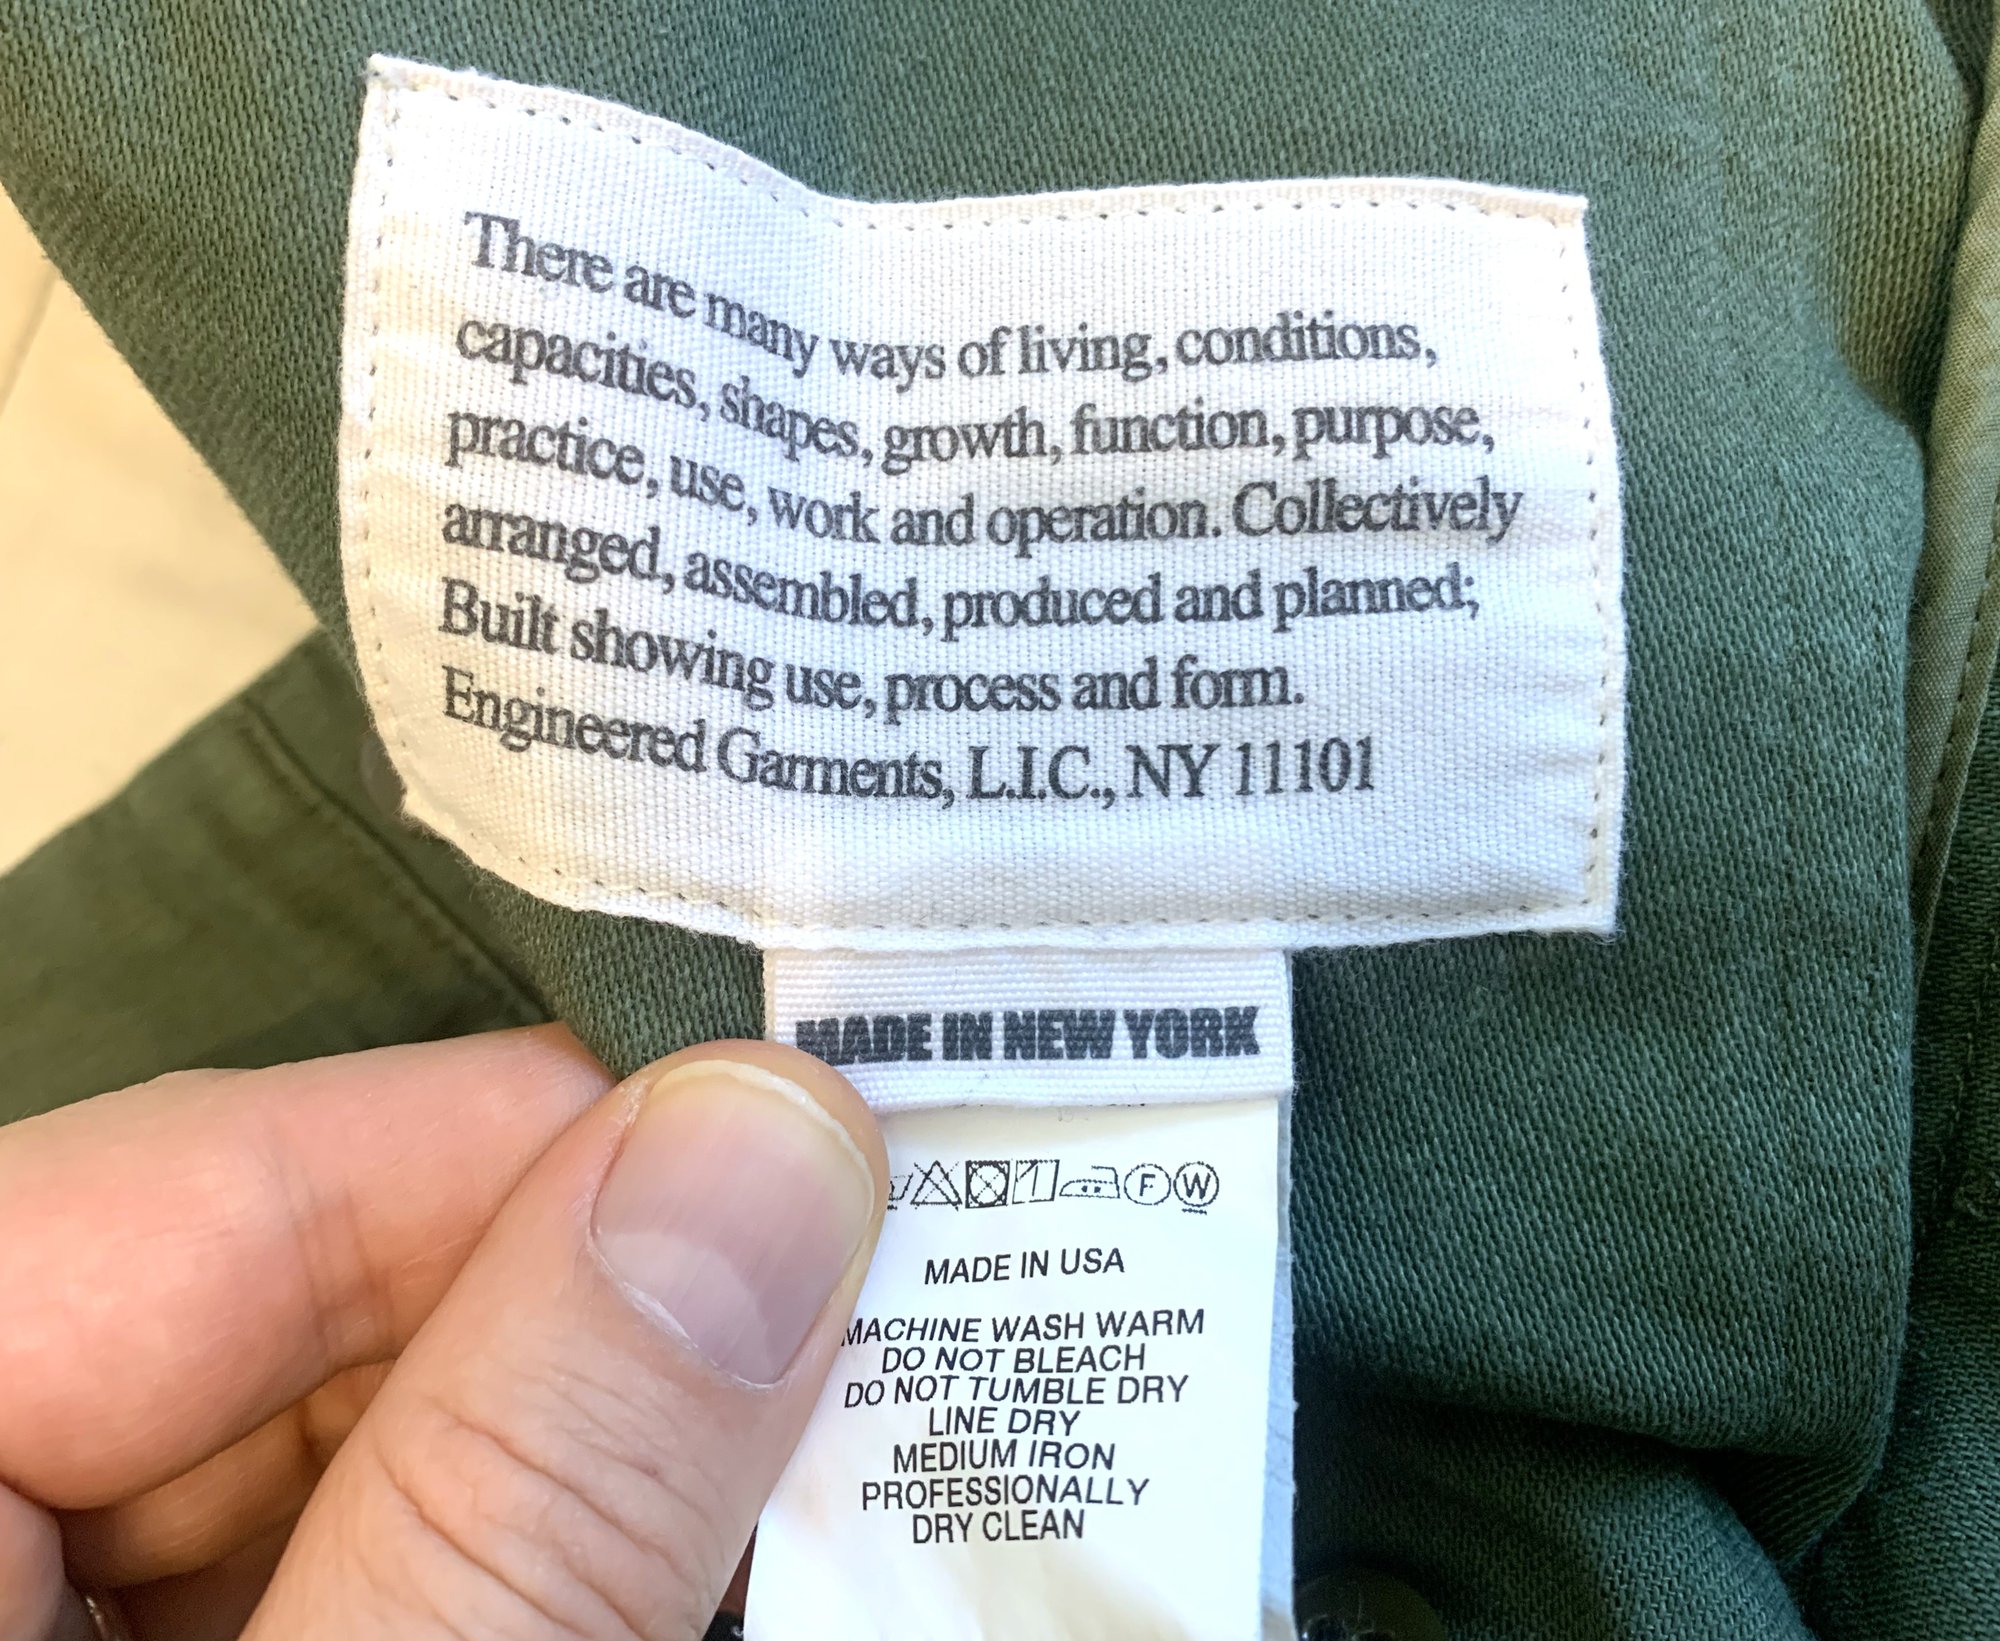 There are many ways of living, conditions,
capacities, shapes, growth, function, purpose,
practice, use, work and operation. Collectively
arranged, assembled, produced and planned;
Built showing use, process and form.
Engineered Garments, L.I.C., NY 11101
MADE IN NEW YORK
F W
MADE IN USA
MACHINE WASH WARM
DO NOT BLEACH
DO NOT TUMBLE DRY
LINE DRY
MEDIUM IRON
PROFESSIONALLY
DRY CLEAN